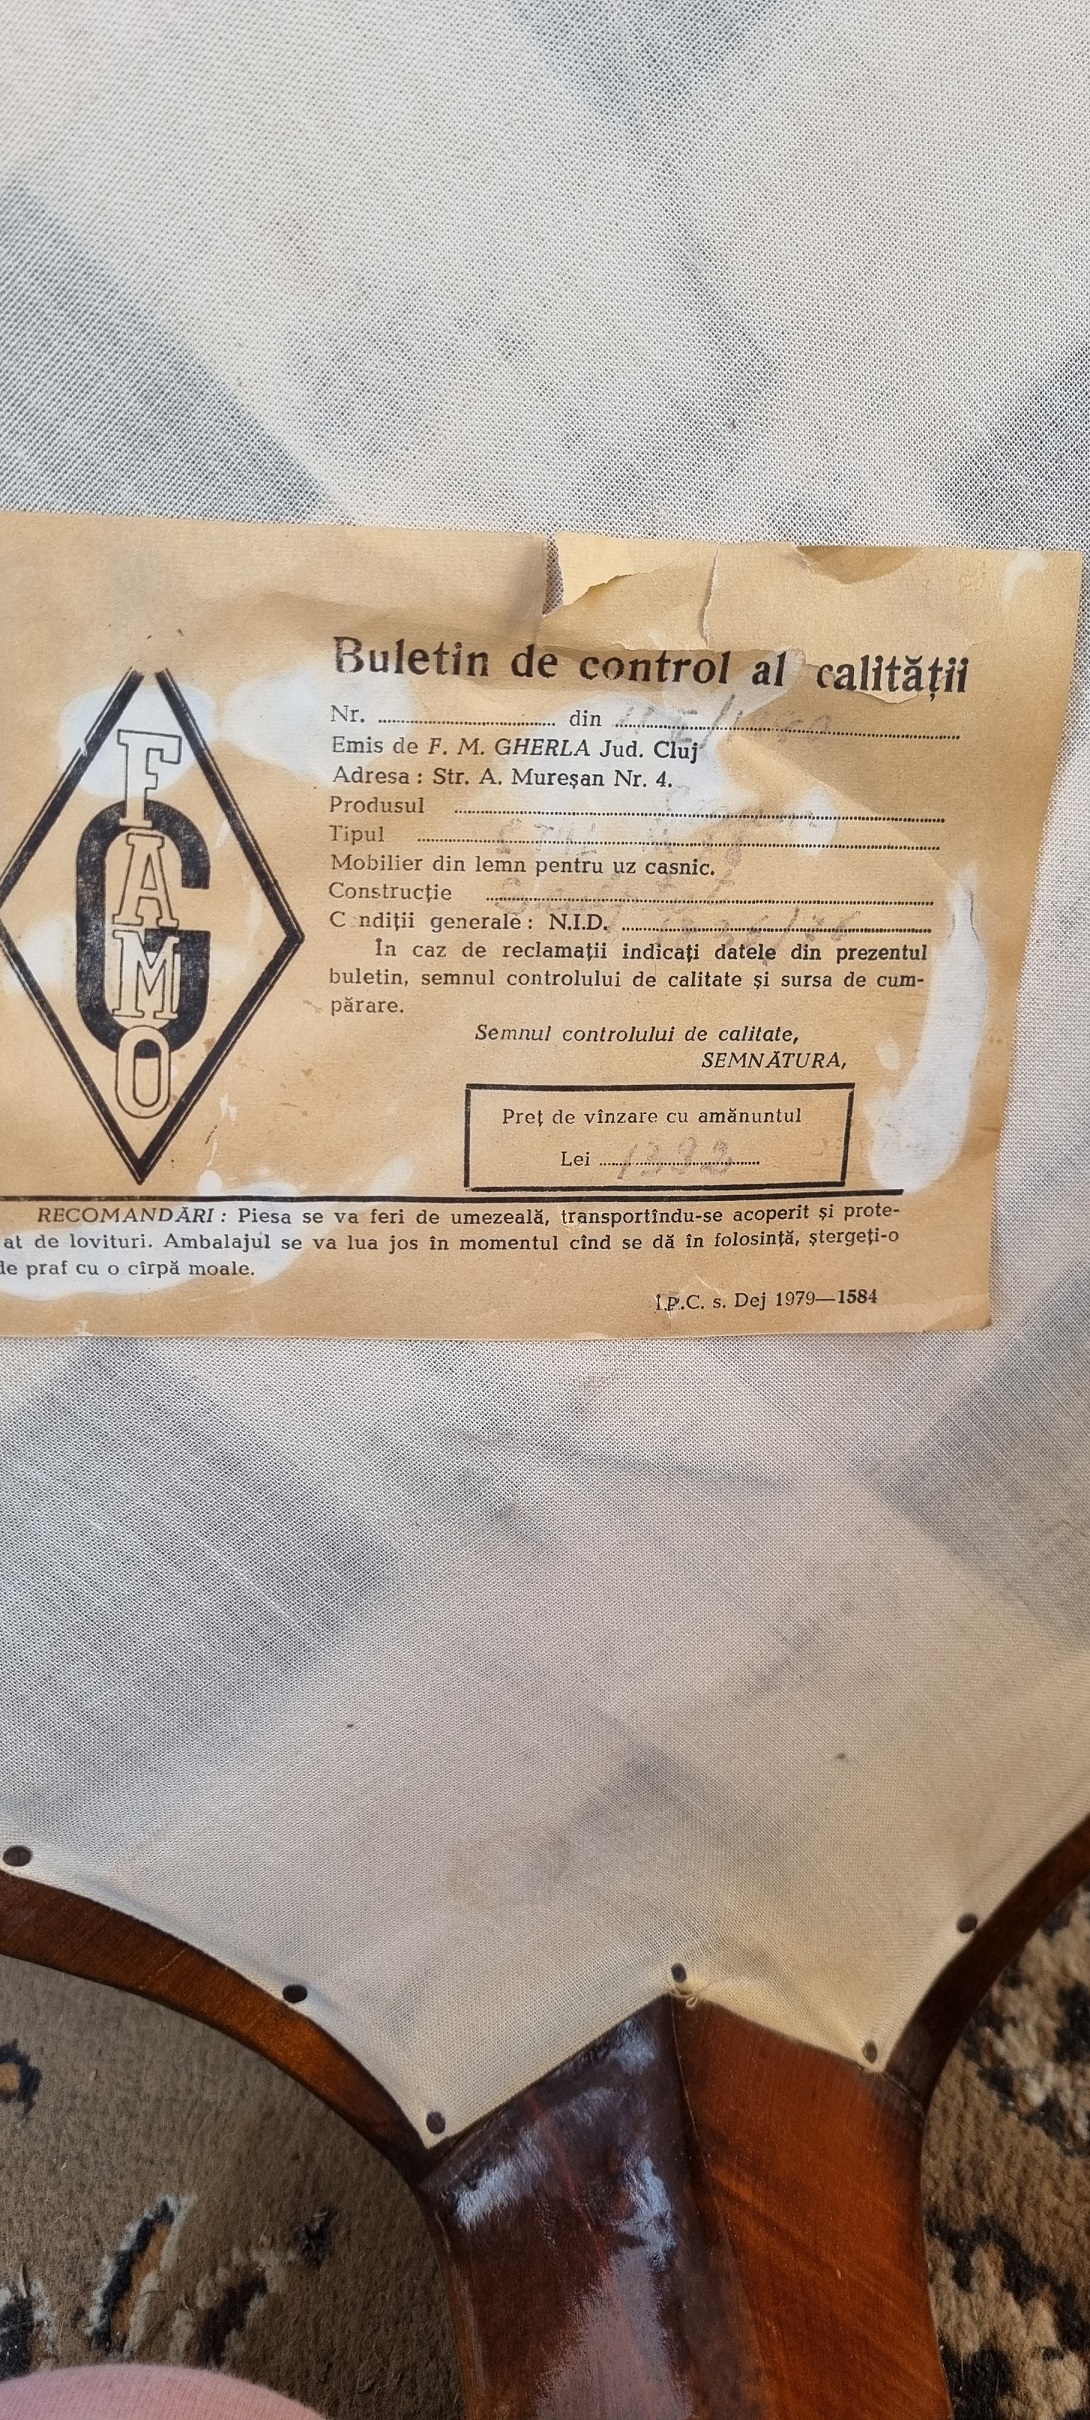 FAMO
G
Buletin de control al calității
Nr. din
Emis de F. M. GHERLA Jud. Cluj
Adresa : Str. A. Mureșan Nr. 4.
Produsul
Tipul
Mobilier din lemn pentru uz casnic.
Construcție
C ndiții generale : N.I.D.
În caz de reclamații indicați datele din prezentul
buletin, semnul controlului de calitate și sursa de cum-
părare.
Semnul controlului de calitate,
SEMNĂTURA,
Preț de vînzare cu amănuntul
Lei
RECOMANDĂRI : Piesa se va feri de umezeală, transportîndu-se acoperit și prote-
at de lovituri. Ambalajul se va lua jos în momentul cînd se dă în folosință, ștergeți-o
de praf cu o cîrpă moale.
I.P.C. s. Dej 1979—1584